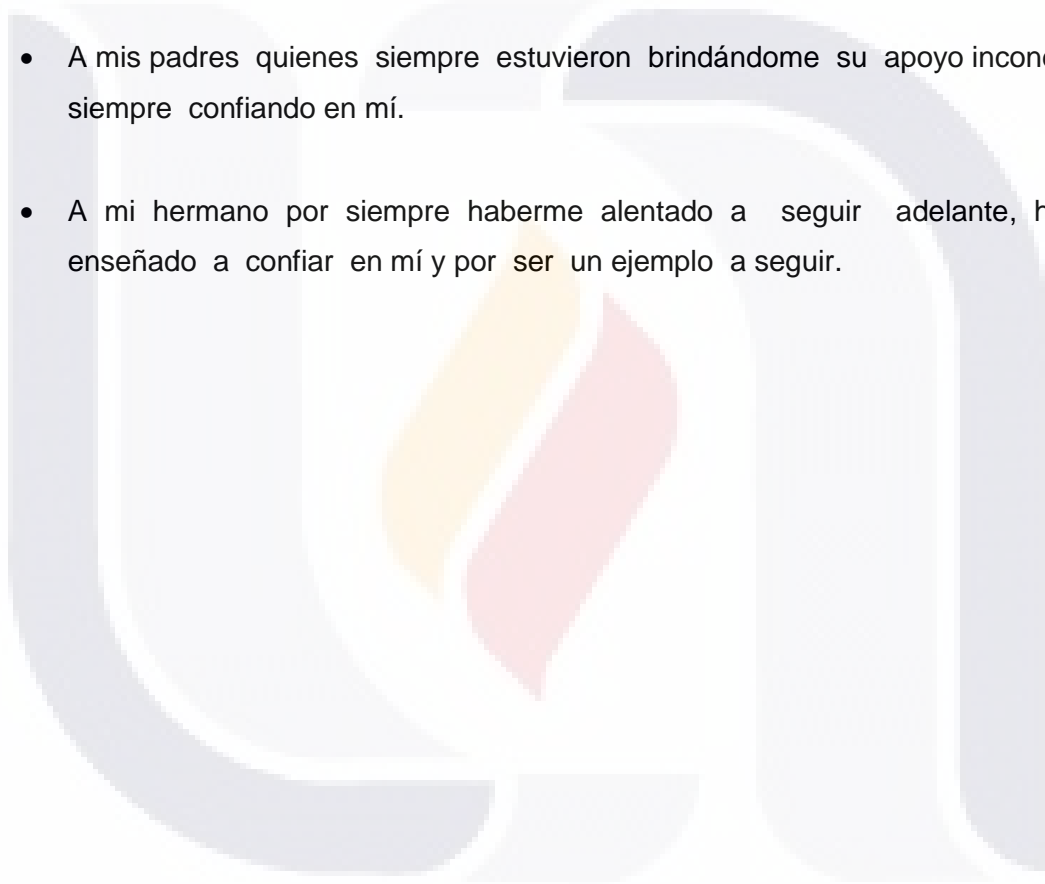 • A mis padres quienes siempre estuvieron brindándome su apoyo
siempre confiando en mí.
• A mi hermano por siempre haberme alentado a seguir adelante,
enseñado a confiar en mí y por ser un ejemplo a seguir.